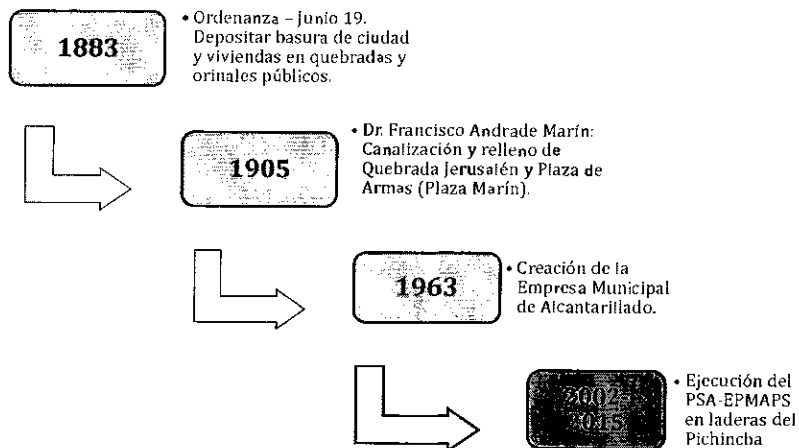 1883
• Ordenanza – Junio 19.
Depositar basura de ciudad
y viviendas en quebradas y
orinales públicos.
1905
• Dr. Francisco Andrade Marín:
Canalización y relleno de
Quebrada Jerusalén y Plaza de
Armas (Plaza Marín).
1963
• Creación de la
Empresa Municipal
de Alcantarillado.
2002-
2015
• Ejecución del
PSA-EPMAPS
en laderas del
Pichincha